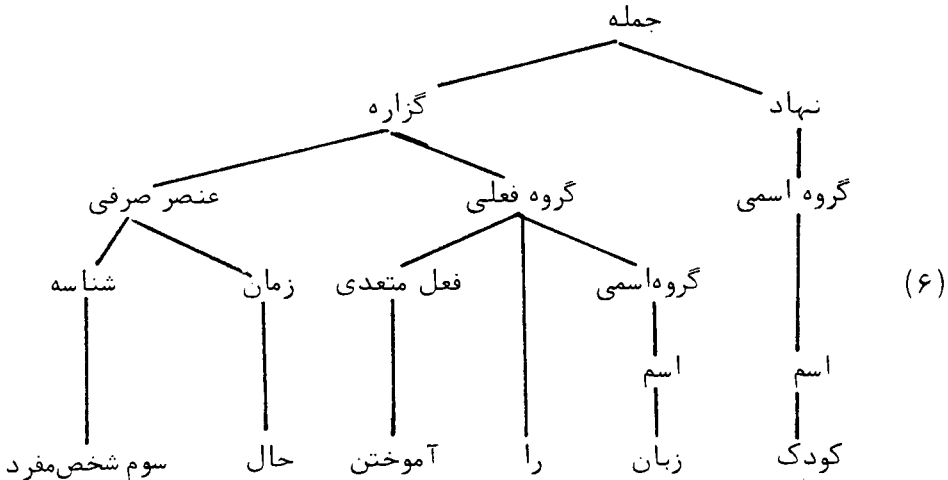 جمله
نهاد گزاره
گروه اسمی گروه فعلی عنصر صرفی
(۶) گروه‌اسمی فعل متعدی زمان شناسه
اسم اسم
کودک زبان را آموختن حال سوم شخص‌مفرد